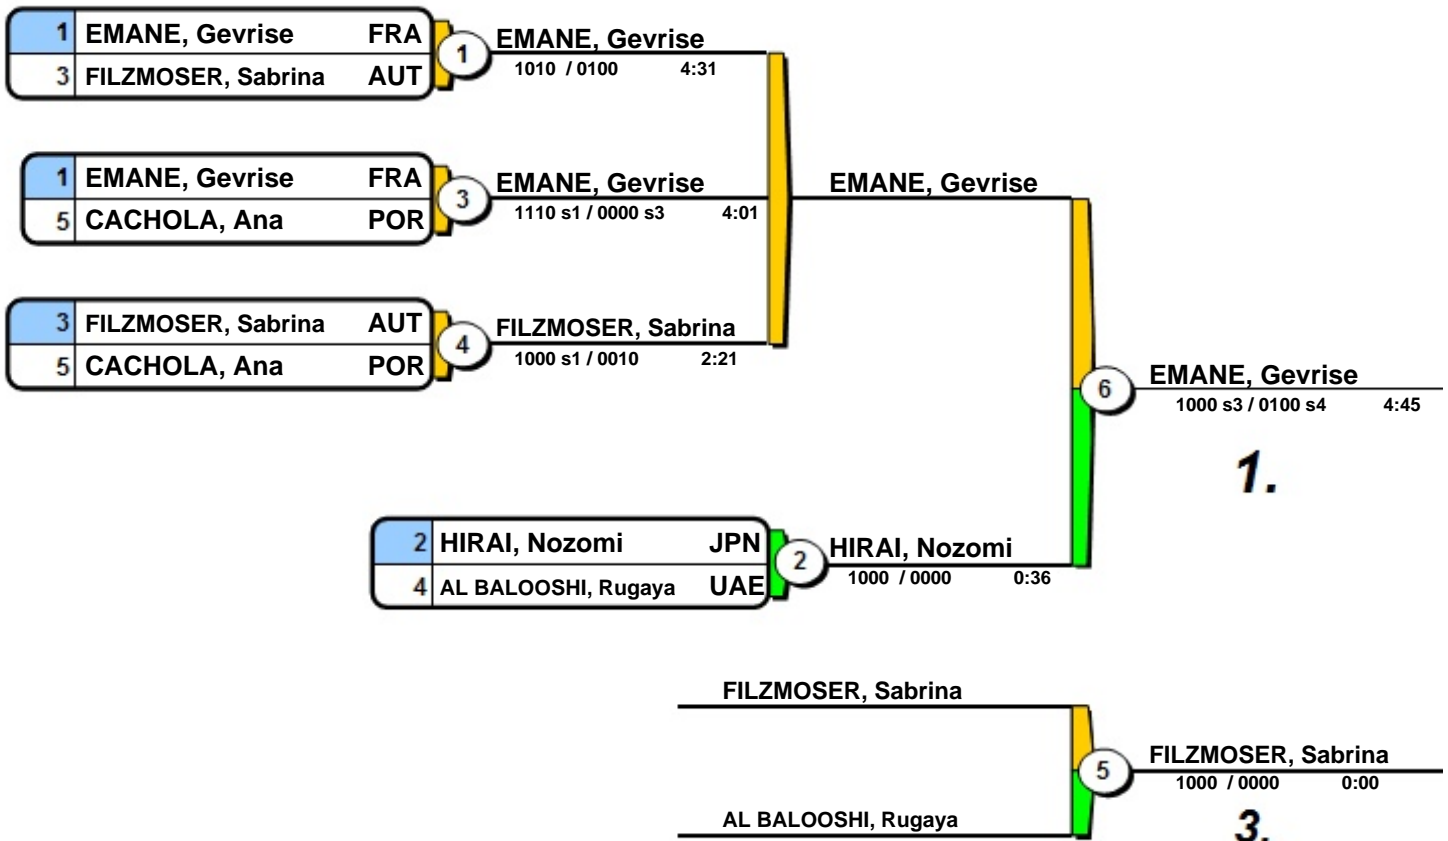 1 EMANE, Gevrise FRA
3 FILZMOSER, Sabrina AUT
1 EMANE, Gevrise
1010 / 0100 4:31
1 EMANE, Gevrise FRA
5 CACHOLA, Ana POR
3 EMANE, Gevrise
1110 s1 / 0000 s3 4:01
EMANE, Gevrise
3 FILZMOSER, Sabrina AUT
5 CACHOLA, Ana POR
4 FILZMOSER, Sabrina
1000 s1 / 0010 2:21
6 EMANE, Gevrise
1000 s3 / 0100 s4 4:45
1.
2 HIRAI, Nozomi JPN
4 AL BALOOSHI, Rugaya UAE
2 HIRAI, Nozomi
1000 / 0000 0:36
FILZMOSER, Sabrina
5 FILZMOSER, Sabrina
1000 / 0000 0:00
AL BALOOSHI, Rugaya
3.